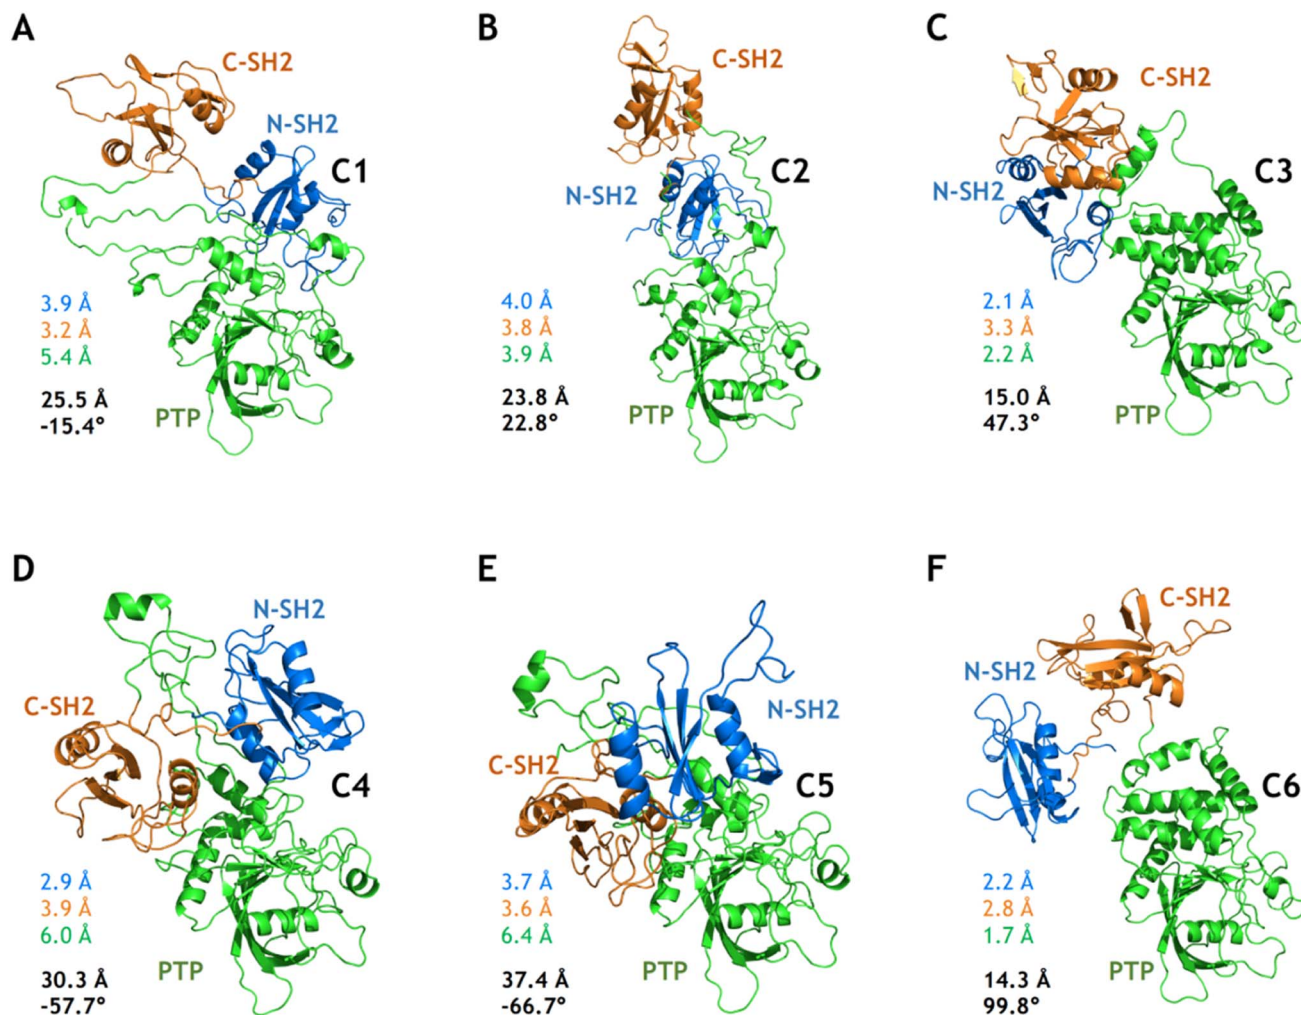 A
C-SH2
N-SH2
C1
3.9 Å
3.2 Å
5.4 Å
25.5 Å
-15.4°
PTP
B
C-SH2
N-SH2
C2
4.0 Å
3.8 Å
3.9 Å
23.8 Å
22.8°
PTP
C
C-SH2
N-SH2
C3
2.1 Å
3.3 Å
2.2 Å
15.0 Å
47.3°
PTP
D
N-SH2
C-SH2
C4
2.9 Å
3.9 Å
6.0 Å
30.3 Å
-57.7°
PTP
E
N-SH2
C-SH2
C5
3.7 Å
3.6 Å
6.4 Å
37.4 Å
-66.7°
PTP
F
C-SH2
N-SH2
C6
2.2 Å
2.8 Å
1.7 Å
14.3 Å
99.8°
PTP